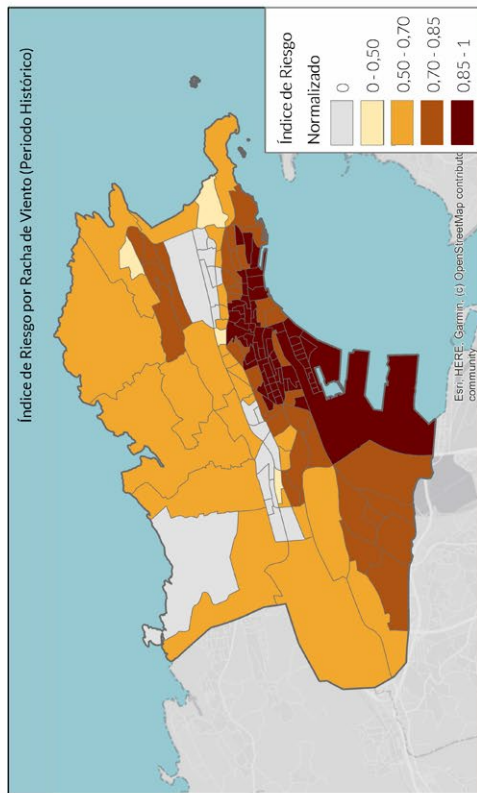 Índice de Riesgo por Racha de Viento (Periodo Histórico)
Índice de Riesgo
Normalizado
0
0 - 0,50
0,50 - 0,70
0,70 - 0,85
0,85 - 1
Esri, HERE, Garmin, (c) OpenStreetMap contributo
community